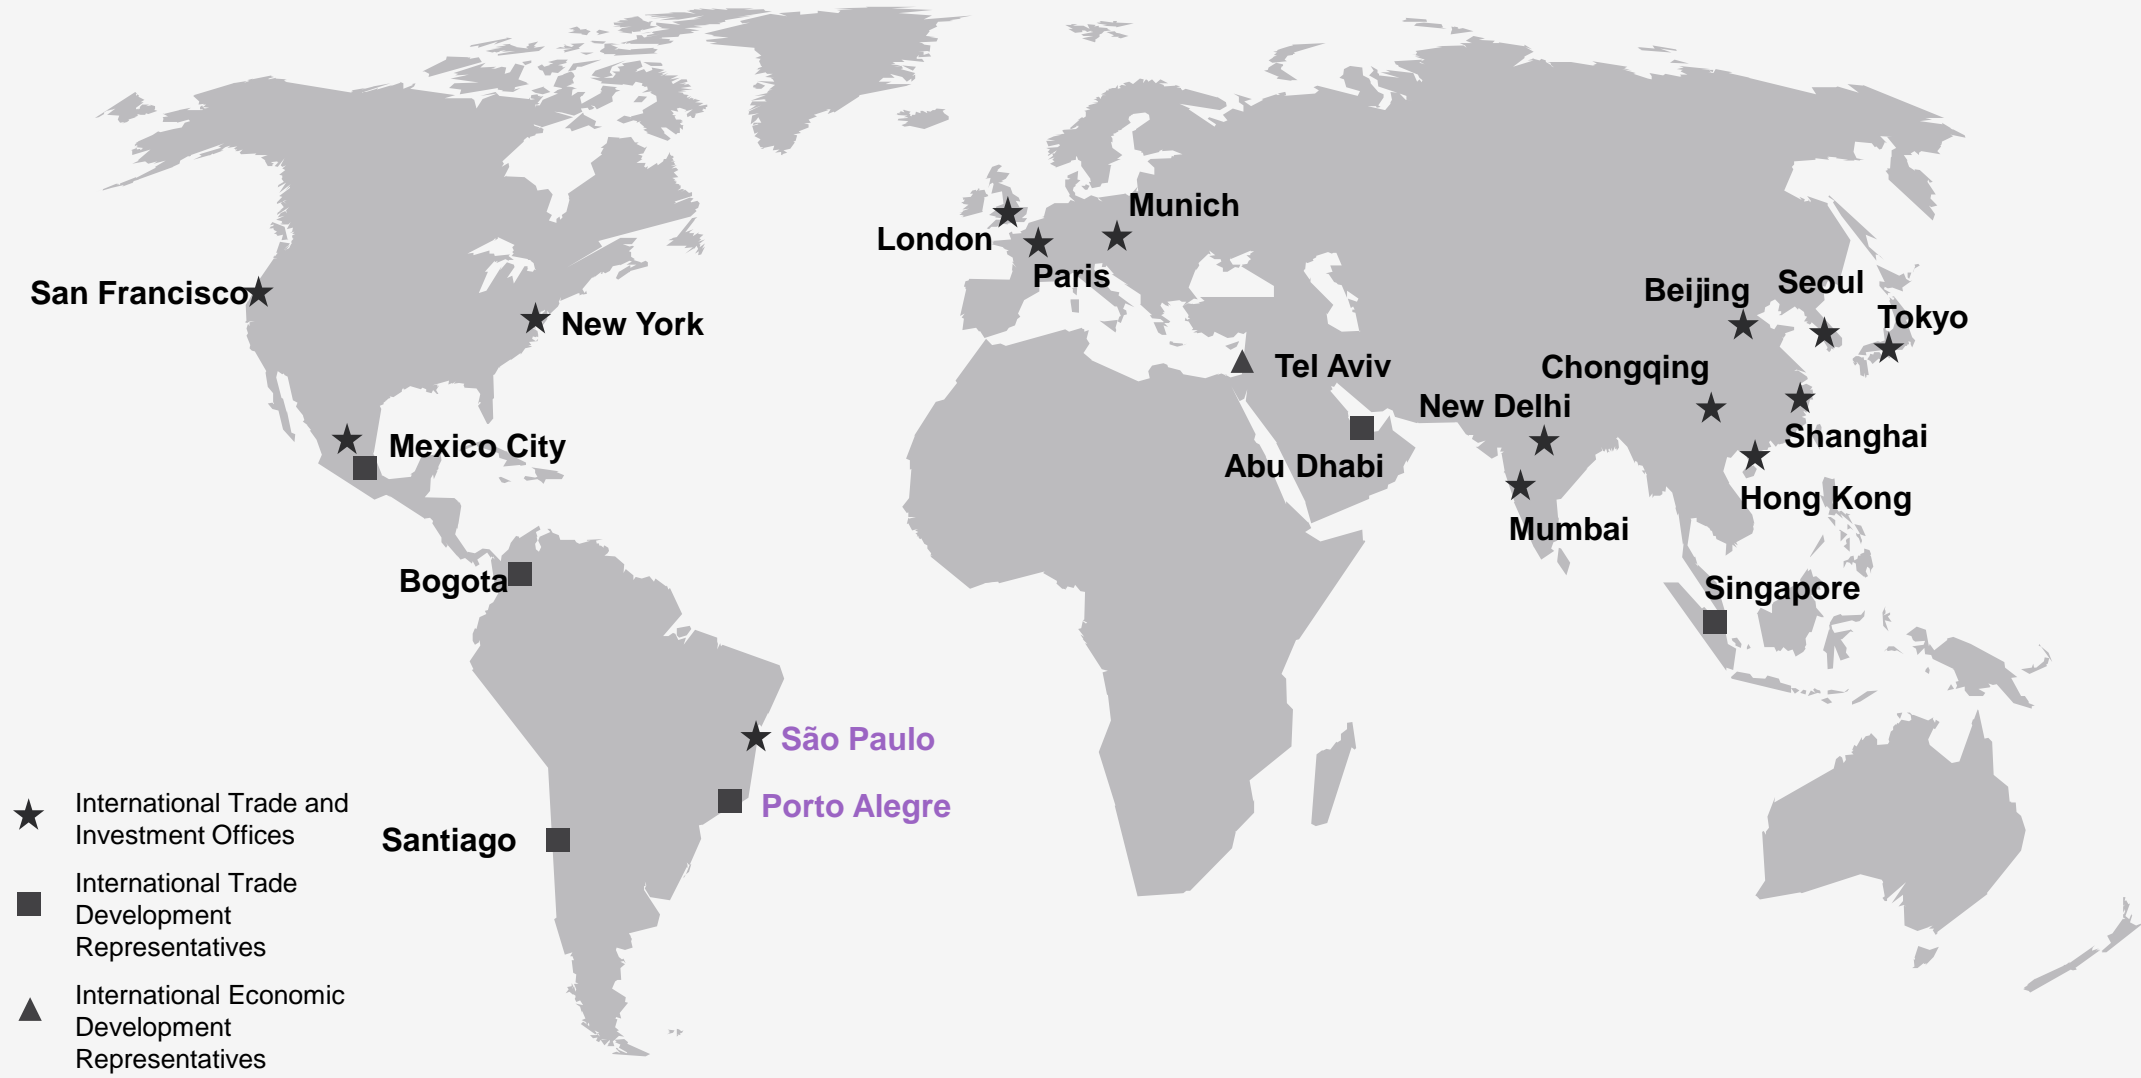 Munich
London
Paris
San Francisco
New York
Beijing
Seoul
Tokyo
Tel Aviv
Chongqing
New Delhi
Shanghai
Mexico City
Abu Dhabi
Hong Kong
Mumbai
Bogota
Singapore
São Paulo
Porto Alegre
Santiago
International Trade and
Investment Offices
International Trade
Development
Representatives
International Economic
Development
Representatives